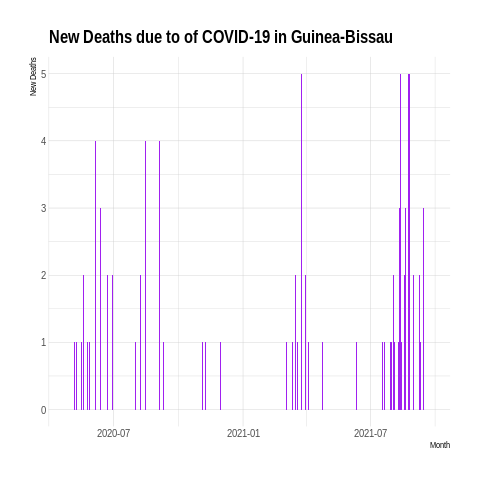 New Deaths due to of COVID-19 in Guinea-Bissau
New Deaths
5
4
3
2
1
0
2020-07 2021-01 2021-07
Month